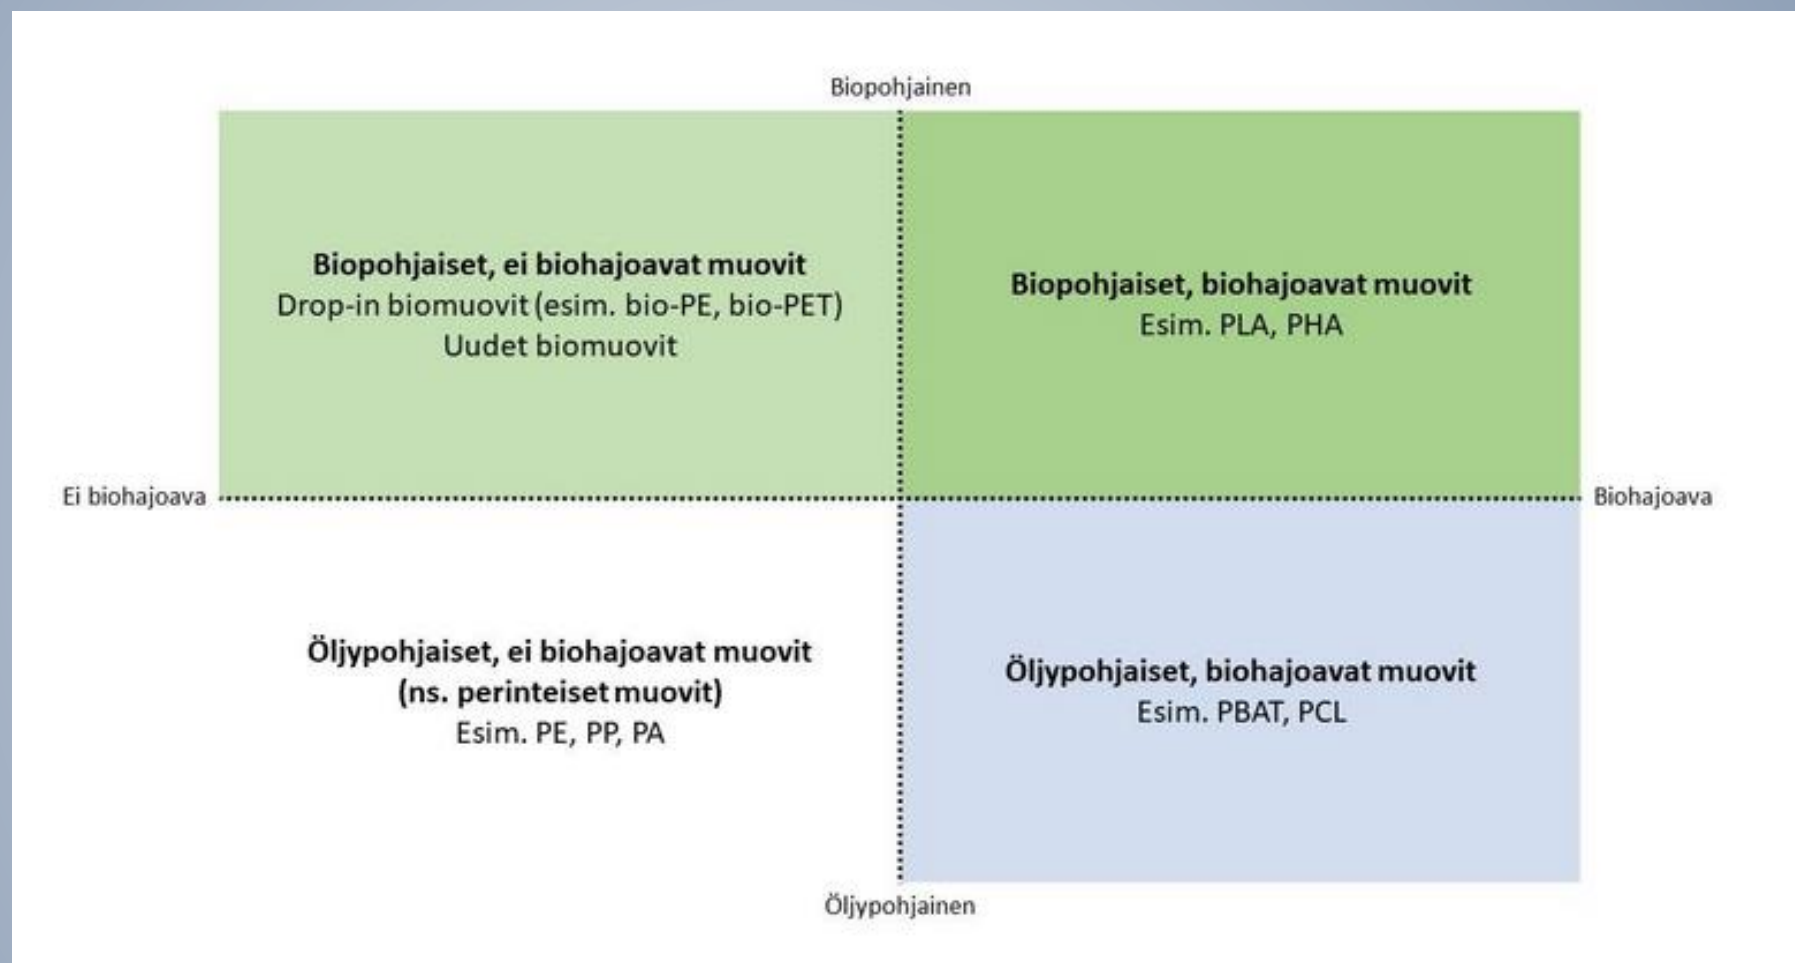 Biopohjainen
Biopohjaiset, ei biohajoavat muovit
Drop-in biomuovit (esim. bio-PE, bio-PET)
Uudet biomuovit
Biopohjaiset, biohajoavat muovit
Esim. PLA, PHA
Ei biohajoava
Biohajoava
Öljypohjaiset, ei biohajoavat muovit
(ns. perinteiset muovit)
Esim. PE, PP, PA
Öljypohjaiset, biohajoavat muovit
Esim. PBAT, PCL
Öljypohjainen